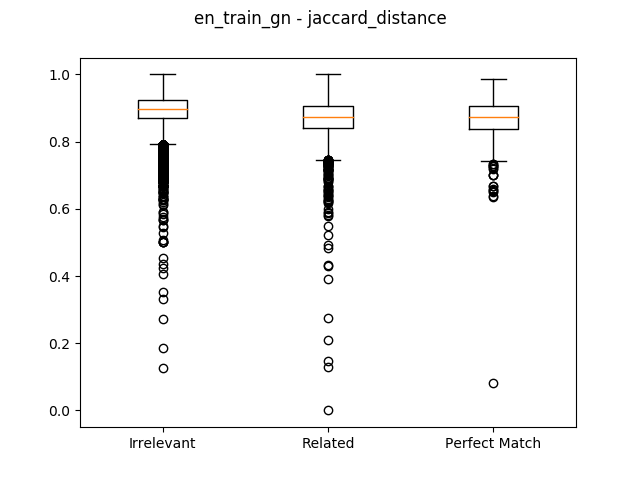 en_train_gn - jaccard_distance
1.0
0.8
0.6
0.4
0.2
0.0
Irrelevant
Related
Perfect Match